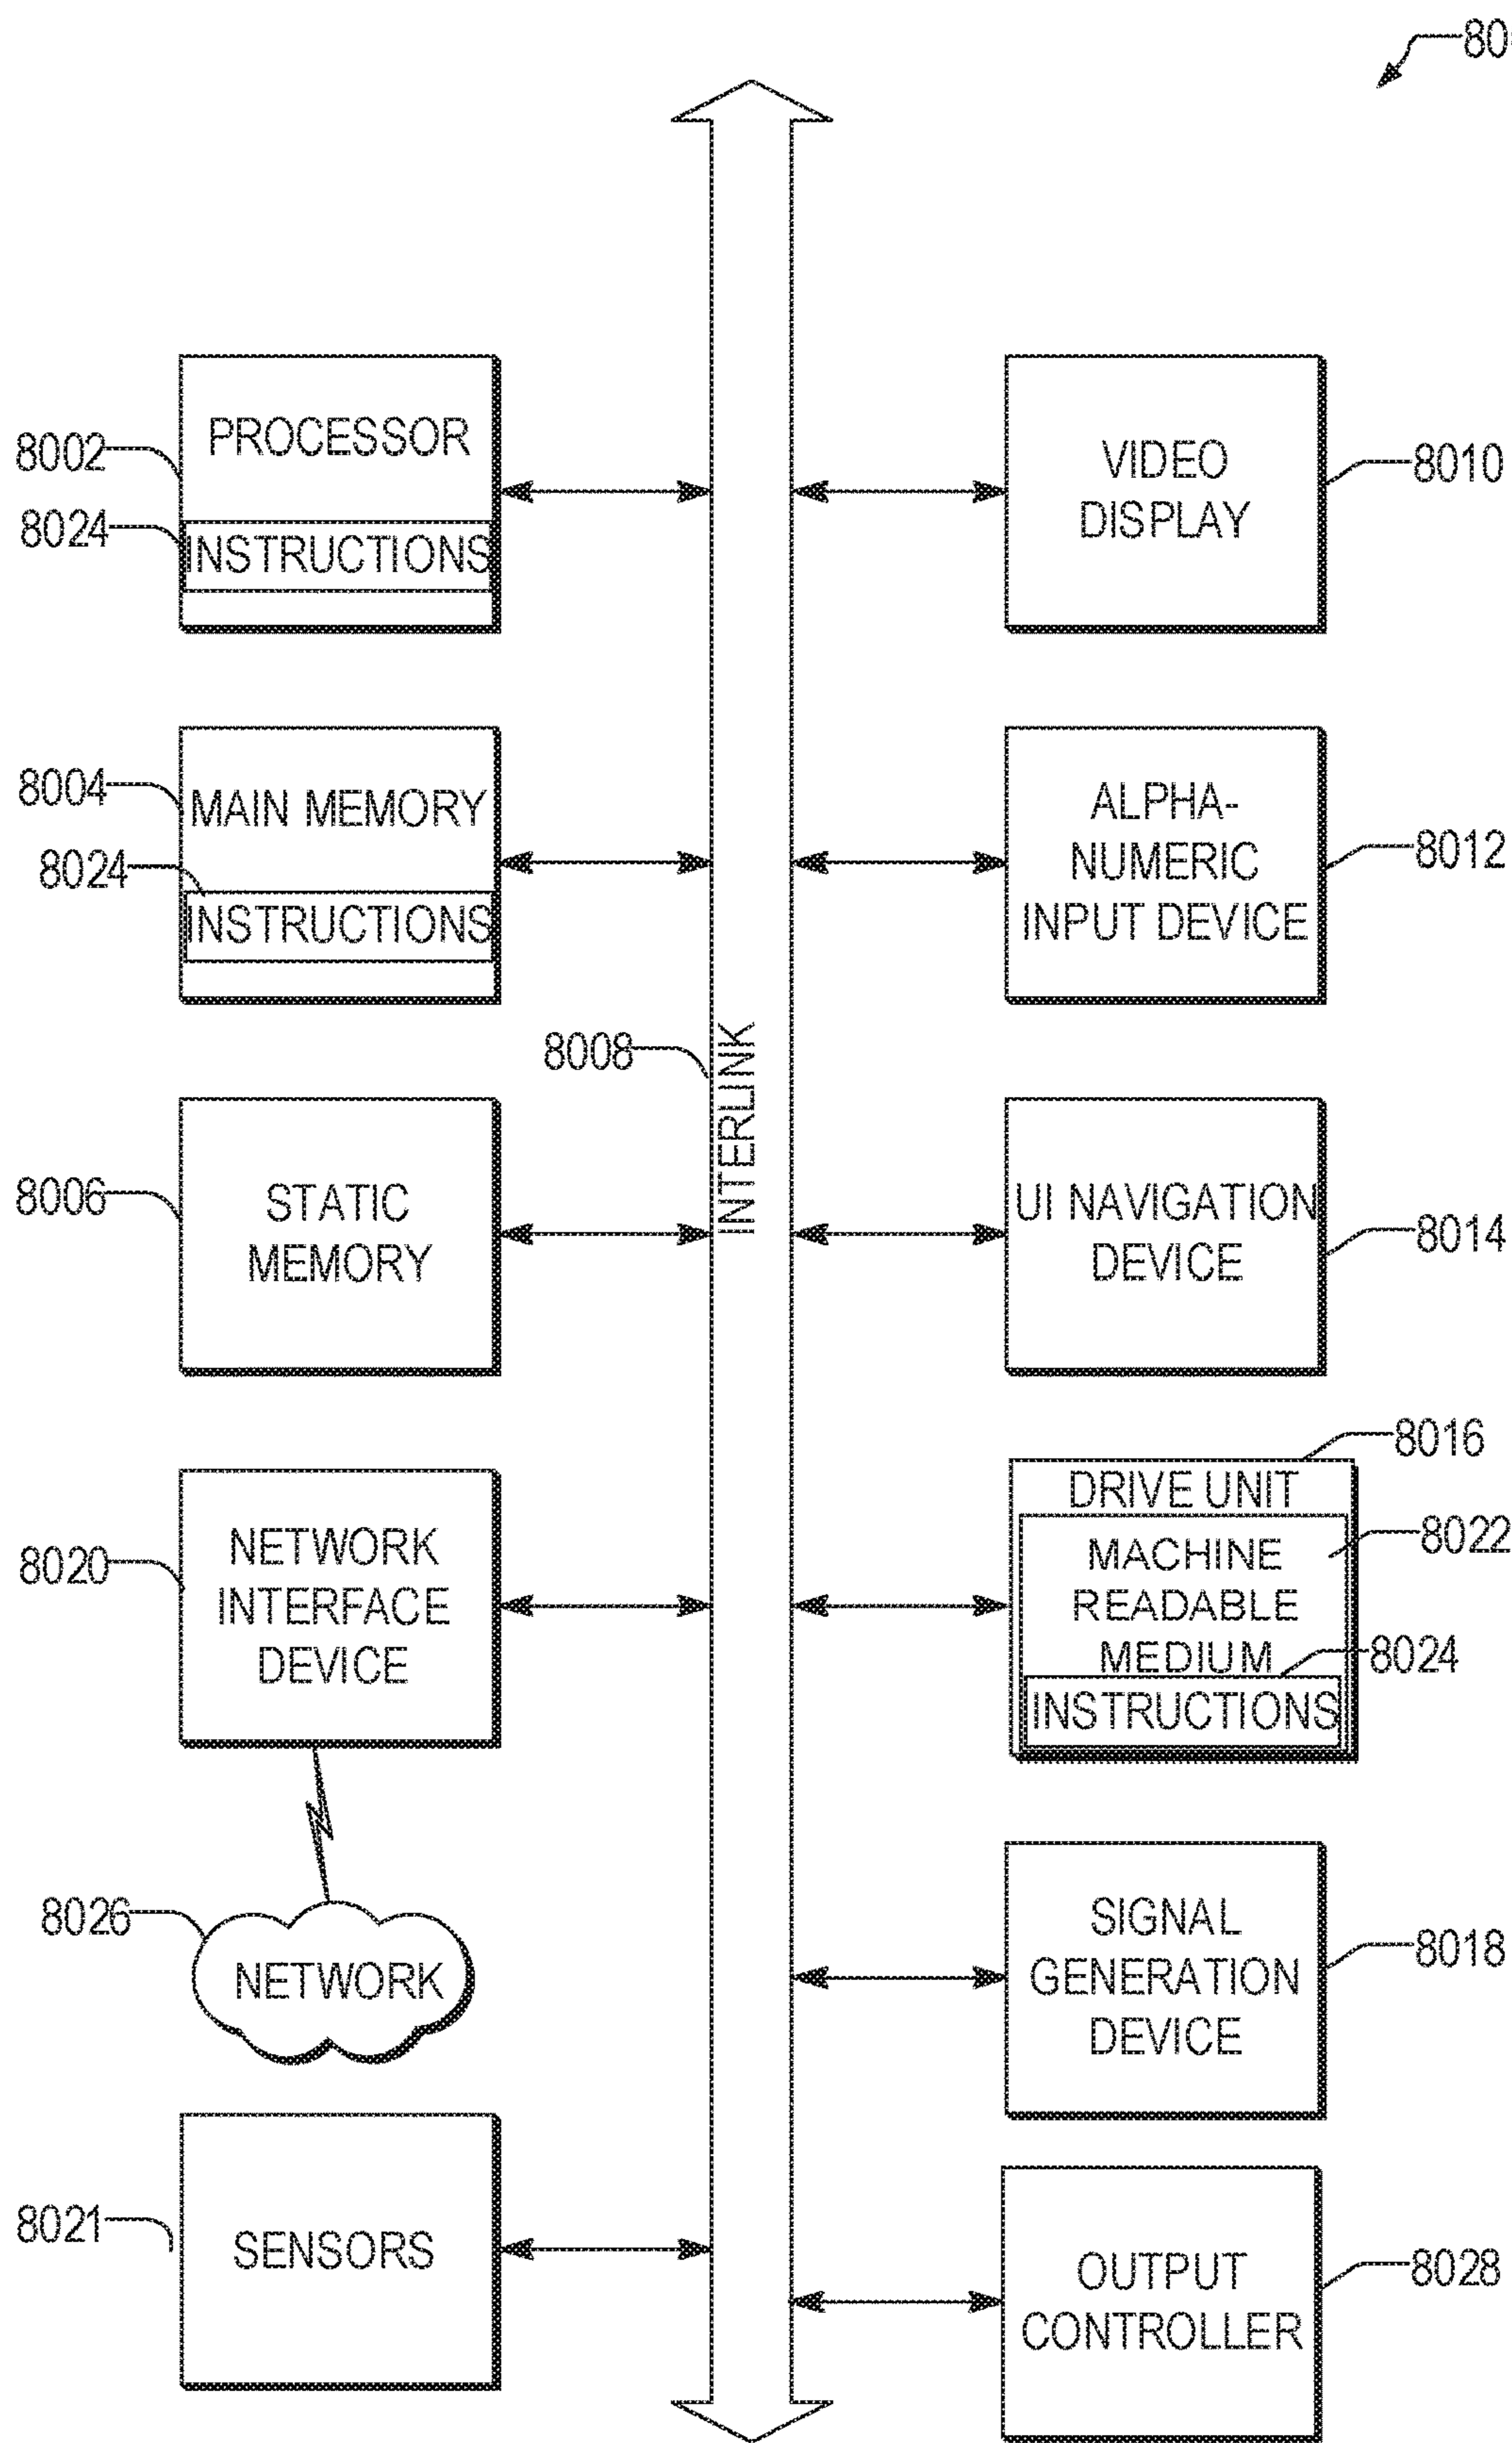 80
PROCESSOR
8002
8024
INSTRUCTIONS
VIDEO
DISPLAY
8010
8004
MAIN MEMORY
8024
INSTRUCTIONS
ALPHA-
NUMERIC
INPUT DEVICE
8012
8008
INTERLINK
8006
STATIC
MEMORY
UI NAVIGATION
DEVICE
8014
8020
NETWORK
INTERFACE
DEVICE
8016
DRIVE UNIT
8022
MACHINE
READABLE
MEDIUM
8024
INSTRUCTIONS
8026
NETWORK
SIGNAL
GENERATION
DEVICE
8018
8021
SENSORS
OUTPUT
CONTROLLER
8028